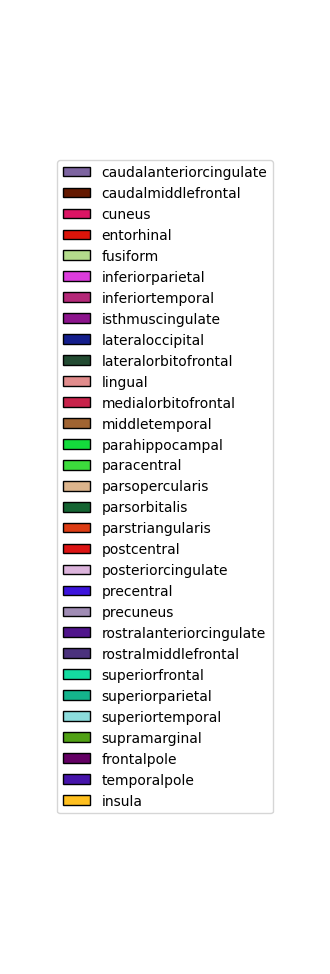 caudalanteriorcingulate
caudalmiddlefrontal
cuneus
entorhinal
fusiform
inferiorparietal
inferiortemporal
isthmuscingulate
lateraloccipital
lateralorbitofrontal
lingual
medialorbitofrontal
middletemporal
parahippocampal
paracentral
parsopercularis
parsorbitalis
parstriangularis
postcentral
posteriorcingulate
precentral
precuneus
rostralanteriorcingulate
rostralmiddlefrontal
superiorfrontal
superiorparietal
superiortemporal
supramarginal
frontalpole
temporalpole
insula